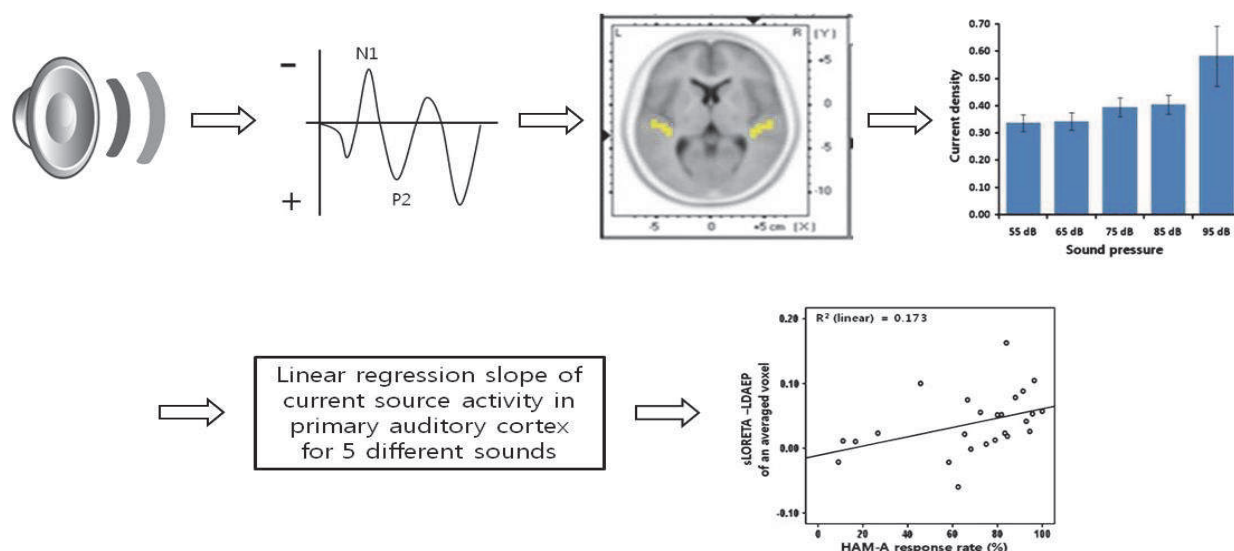 N1
−
+
P2
L
R
[Y]
+5
0
-5
-10
-5
0
+5 cm
[X]
Current density
0.70
0.60
0.50
0.40
0.30
0.20
0.10
0.00
55 dB
65 dB
75 dB
85 dB
95 dB
Sound pressure
Linear regression slope of
current source activity in
primary auditory cortex
for 5 different sounds
R² (linear) = 0.173
sLORETA –LDAEP
of an averaged voxel
0.20
0.10
0.00
-0.10
0
20
40
60
80
100
HAM-A response rate (%)